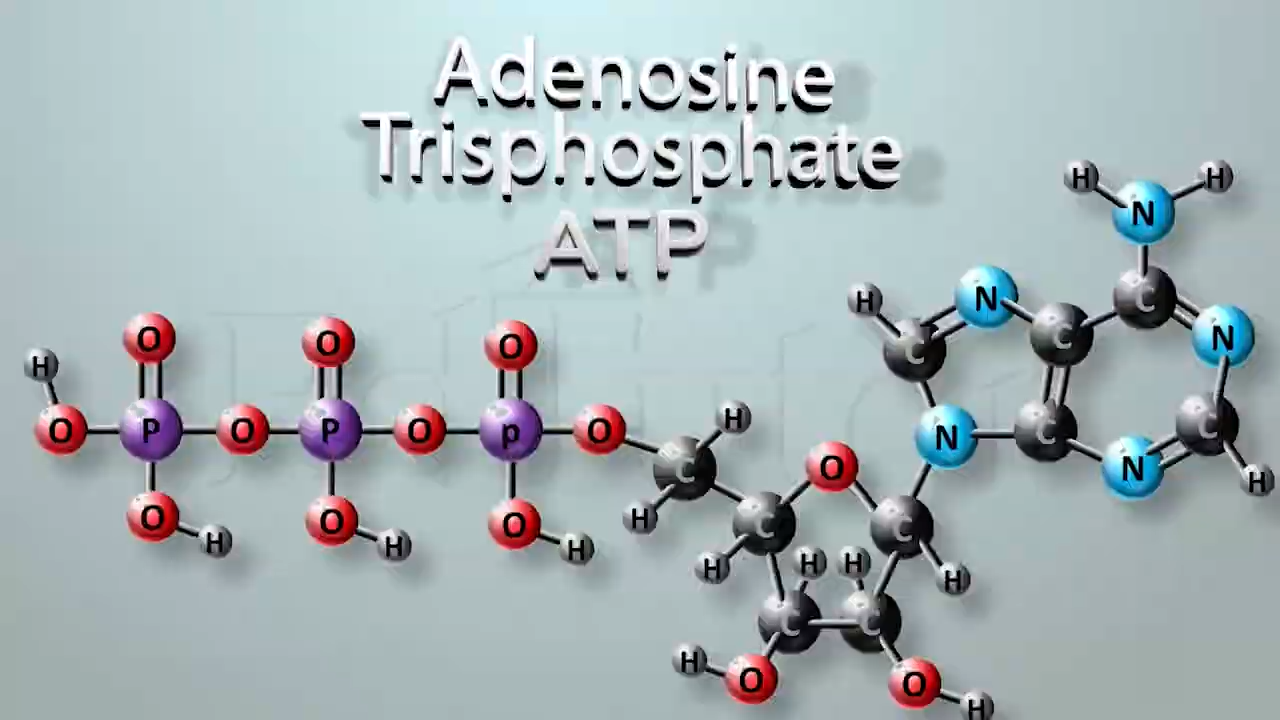 Adenosine
Trisphosphate
ATP
H H
N
H N C
O O O C C N
H
H C C
O P O P O p O N
C O N H
O O O H C C
H H H H H H H
C C
H O O H